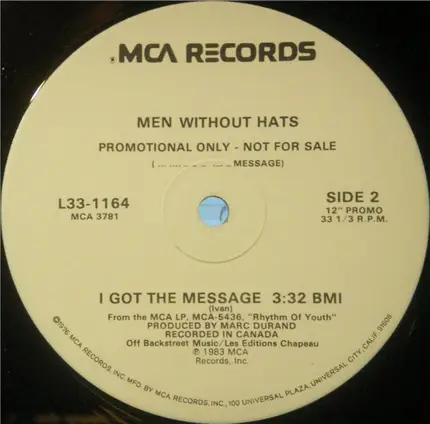 MCA RECORDS
MEN WITHOUT HATS
PROMOTIONAL ONLY - NOT FOR SALE
MESSAGE)
L33-1164
MCA 3781
SIDE 2
12" PROMO
33 1/3 R.P.M.
I GOT THE MESSAGE 3:32 BMI
(Ivan)
From the MCA LP, MCA-5436, "Rhythm Of Youth"
PRODUCED BY MARC DURAND
RECORDED IN CANADA
Off Backstreet Music/Les Editions Chapeau
℗ 1983 MCA
Records, Inc.
©1976 MCA RECORDS, INC. MFD. BY MCA RECORDS, INC., 100 UNIVERSAL PLAZA, UNIVERSAL CITY, CALIF. 91608